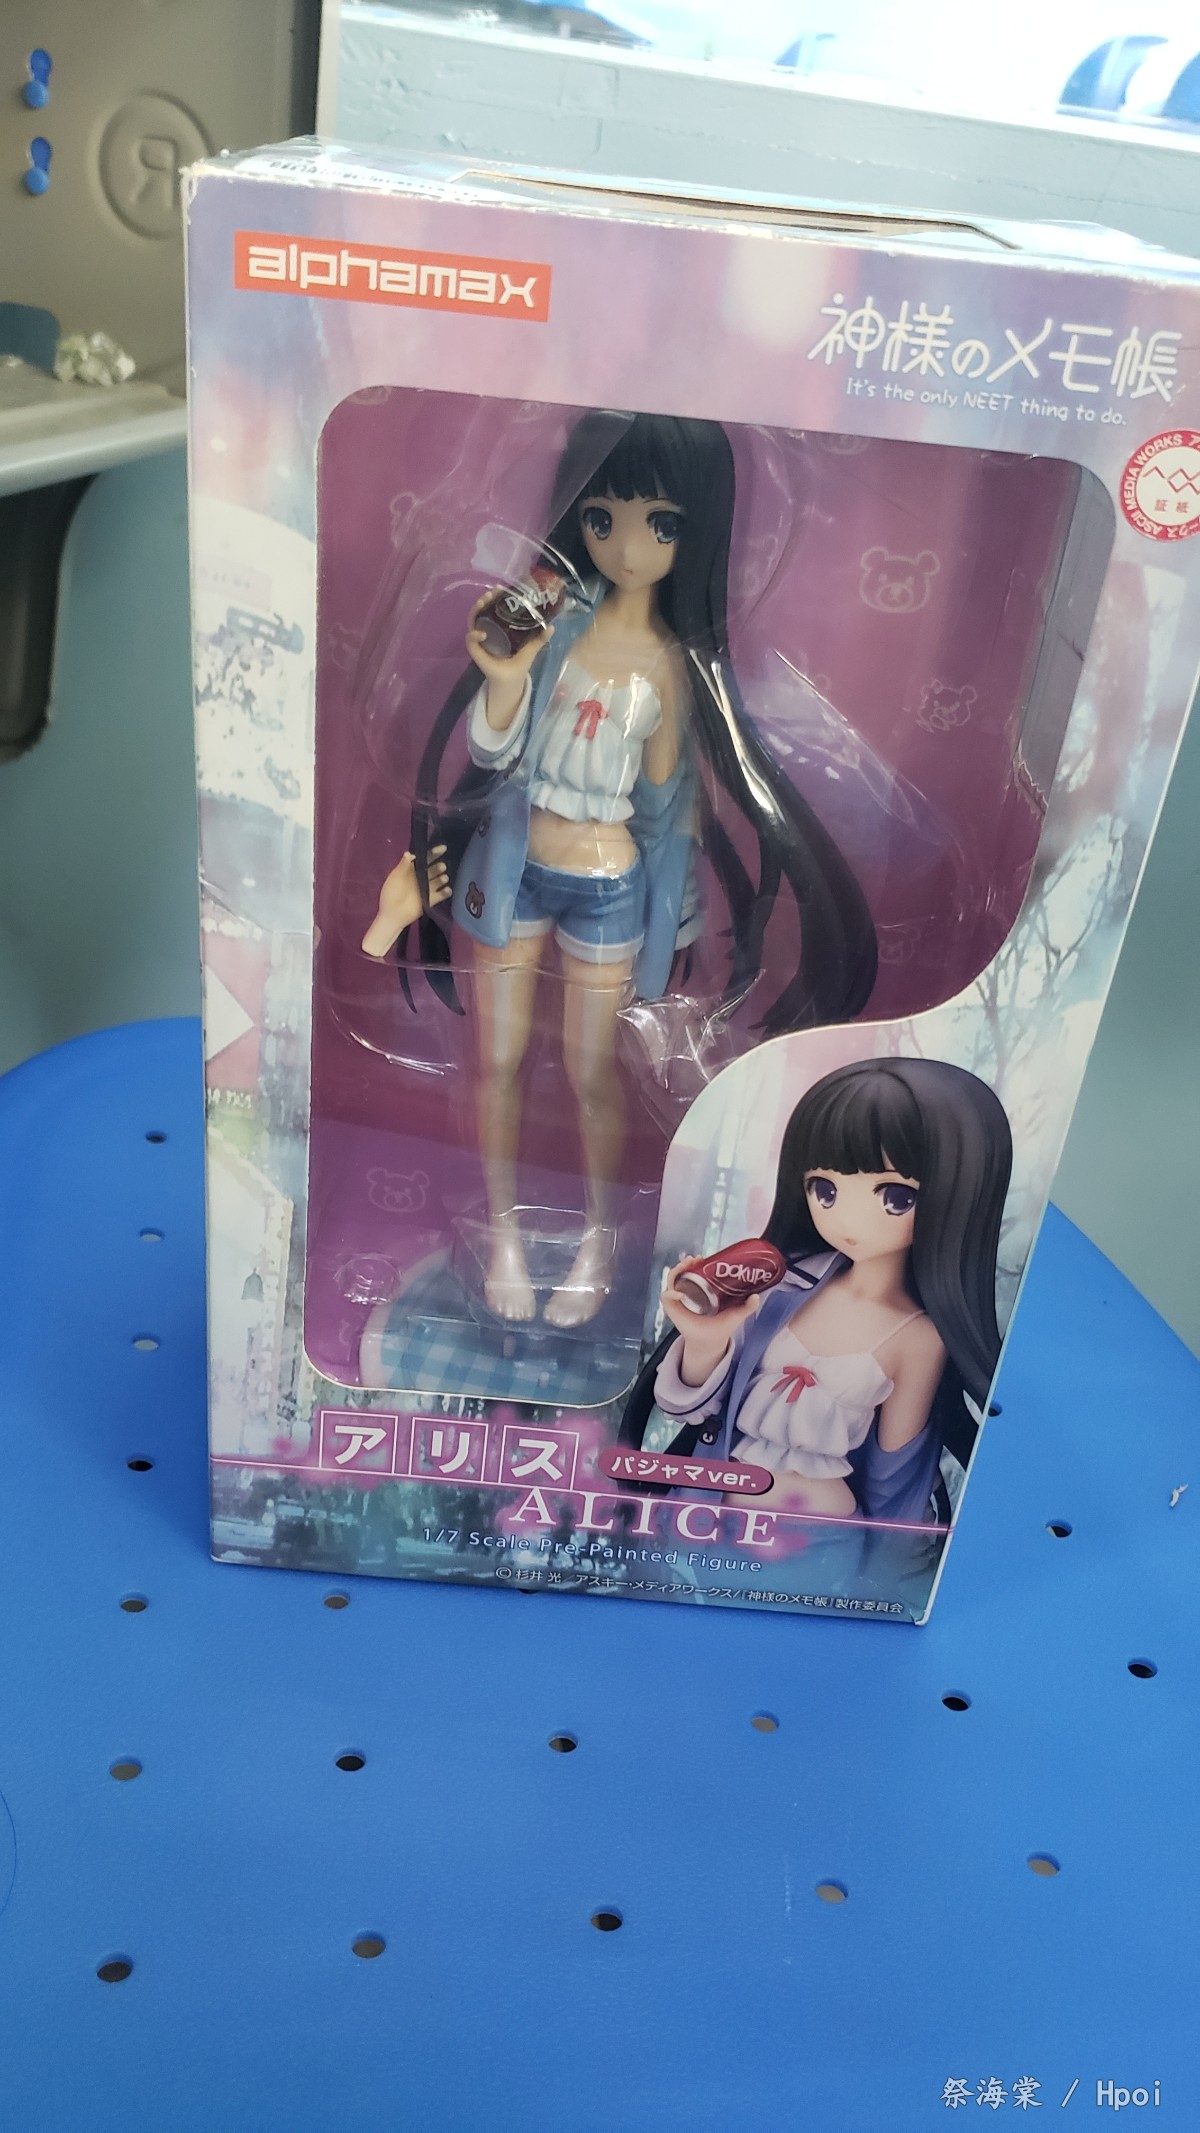 alphamax
神様のメモ帳
It's the only NEET thing to do.
ASCII MEDIA WORKS
証紙
Dokupe
Dokupe
アリス
パジャマver.
ALICE
1/7 Scale Pre-Painted Figure
© 杉井 光／アスキー・メディアワークス/『神様のメモ帳』製作委員会
祭海棠 / Hpoi